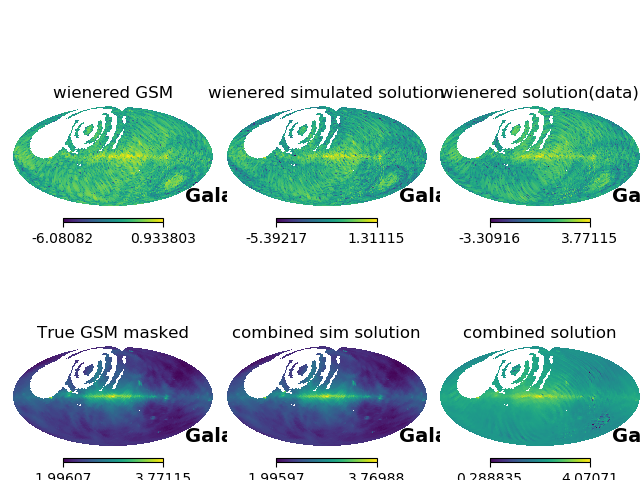 wienered GSM
wienered simulated solution
wienered solution(data)
Gala
Gala
Ga
-6.08082 0.933803
-5.39217 1.31115
-3.30916 3.77115
True GSM masked
combined sim solution
combined solution
Gala
Gala
Ga
1.99607 3.77115
1.99597 3.76988
0.288835 4.07071